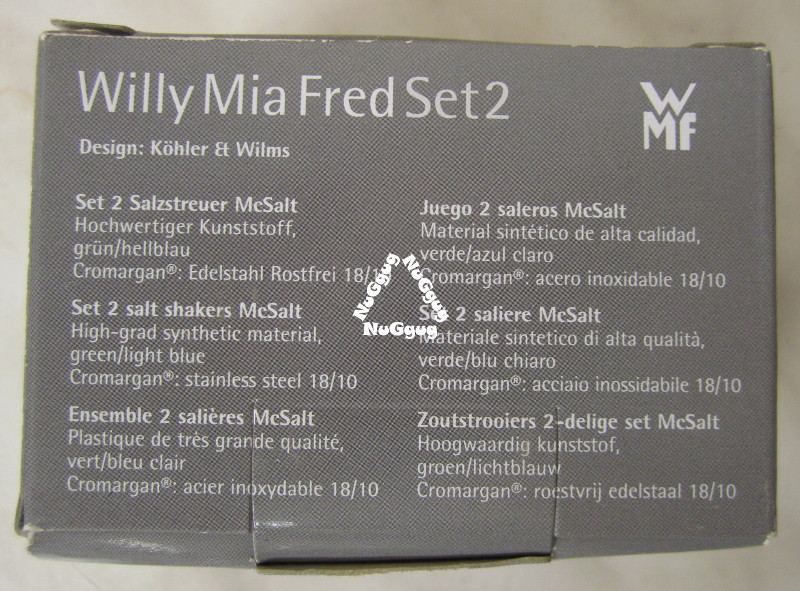 Willy Mia Fred Set2
WMF
Design: Köhler & Wilms
Set 2 Salzstreuer McSalt
Hochwertiger Kunststoff,
grün/hellblau
Cromargan®: Edelstahl Rostfrei 18/10
Set 2 salt shakers McSalt
High-grad synthetic material,
green/light blue
Cromargan®: stainless steel 18/10
Ensemble 2 salières McSalt
Plastique de très grande qualité,
vert/bleu clair
Cromargan®: acier inoxydable 18/10
Juego 2 saleros McSalt
Material sintético de alta calidad,
verde/azul claro
Cromargan®: acero inoxidable 18/10
Set 2 saliere McSalt
Materiale sintetico di alta qualità,
verde/blu chiaro
Cromargan®: acciaio inossidabile 18/10
Zoutstrooiers 2-delige set McSalt
Hoogwaardig kunststof,
groen/lichtblauw
Cromargan®: roestvrij edelstaal 18/10
NuGgug
NuGgug
NuGgug